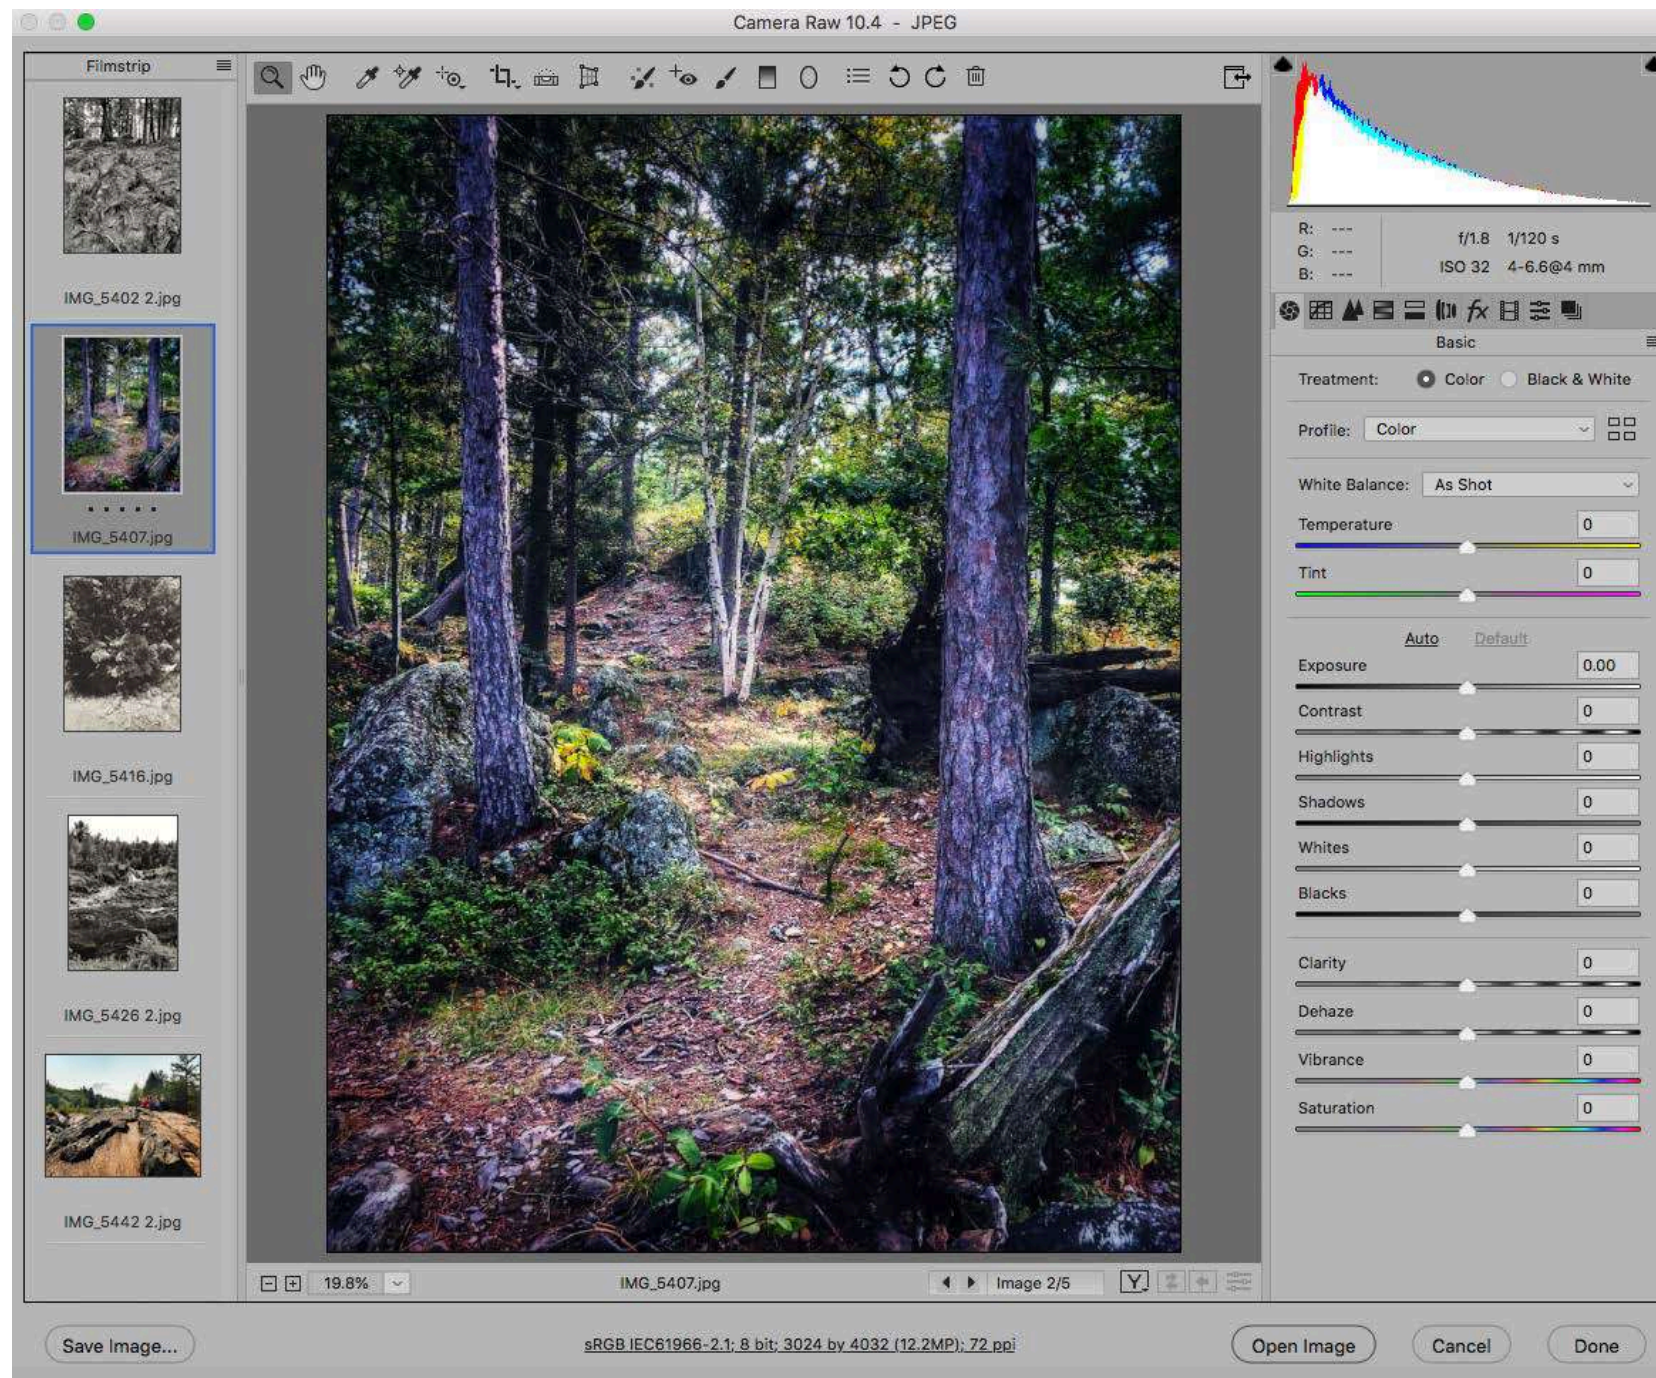 Camera Raw 10.4 - JPEG
Filmstrip
IMG_5402 2.jpg
IMG_5407.jpg
IMG_5416.jpg
IMG_5426 2.jpg
IMG_5442 2.jpg
19.8%
IMG_5407.jpg
Image 2/5
Y
R: ---
G: ---
B: ---
f/1.8 1/120 s
ISO 32 4-6.6@4 mm
fx
Basic
Treatment: Color Black & White
Profile: Color
White Balance: As Shot
Temperature 0
Tint 0
Auto Default
Exposure 0.00
Contrast 0
Highlights 0
Shadows 0
Whites 0
Blacks 0
Clarity 0
Dehaze 0
Vibrance 0
Saturation 0
Save Image...
sRGB IEC61966-2.1; 8 bit; 3024 by 4032 (12.2MP); 72 ppi
Open Image
Cancel
Done